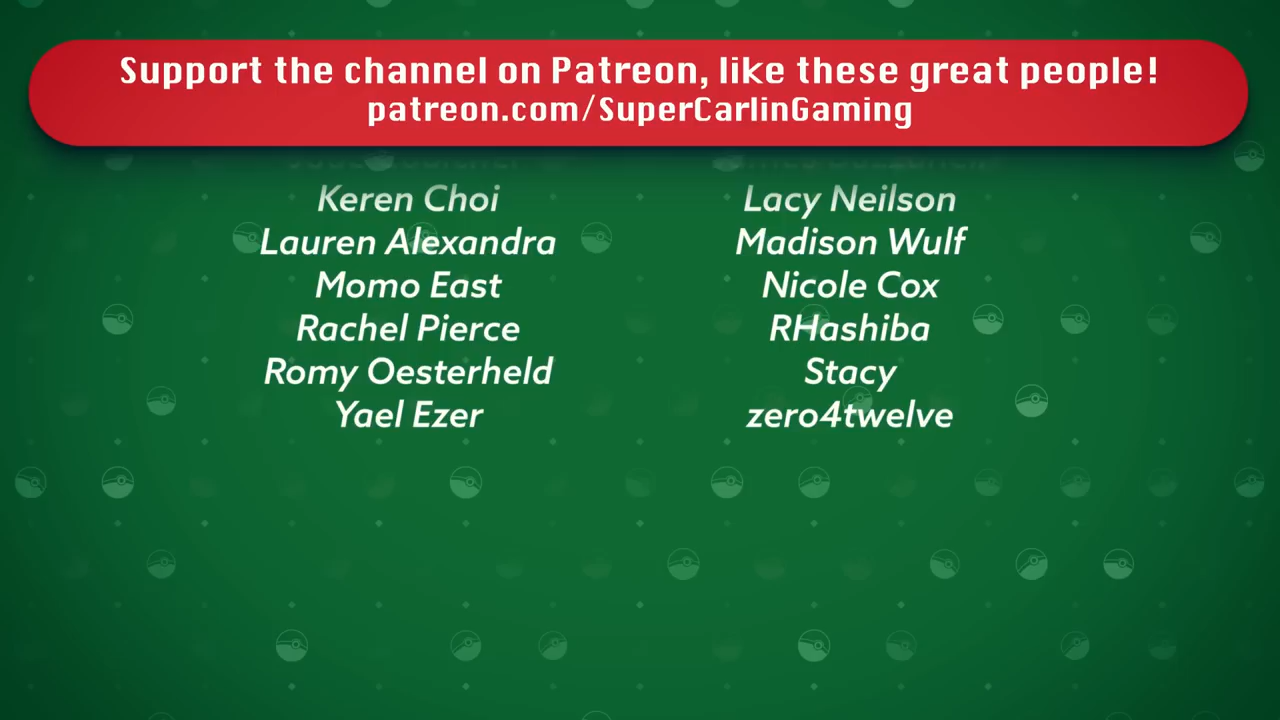 Support the channel on Patreon, like these great people!
patreon.com/SuperCarlinGaming
Keren Choi
Lacy Neilson
Lauren Alexandra
Madison Wulf
Momo East
Nicole Cox
Rachel Pierce
RHashiba
Romy Oesterheld
Stacy
Yael Ezer
zero4twelve